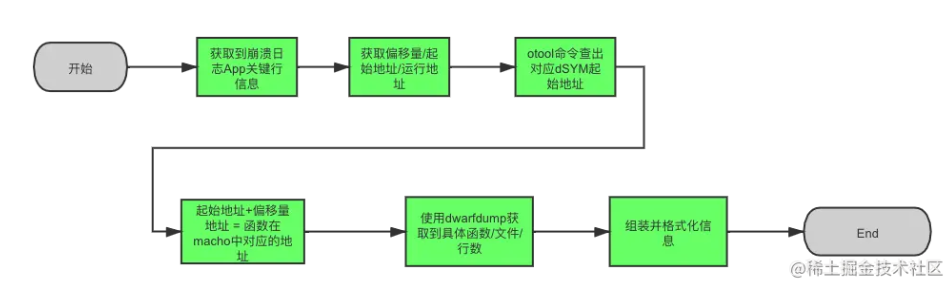 开始
获取到崩溃日
志App关键行
信息
获取偏移量/起
始地址/运行地
址
otool命令查出
对应dSYM起
始地址
起始地址+偏移量
地址 = 函数在
macho中对应的地
址
使用dwarfdump获
取到具体函数/文件/
行数
组装并格式化信
息
End
@稀土掘金技术社区